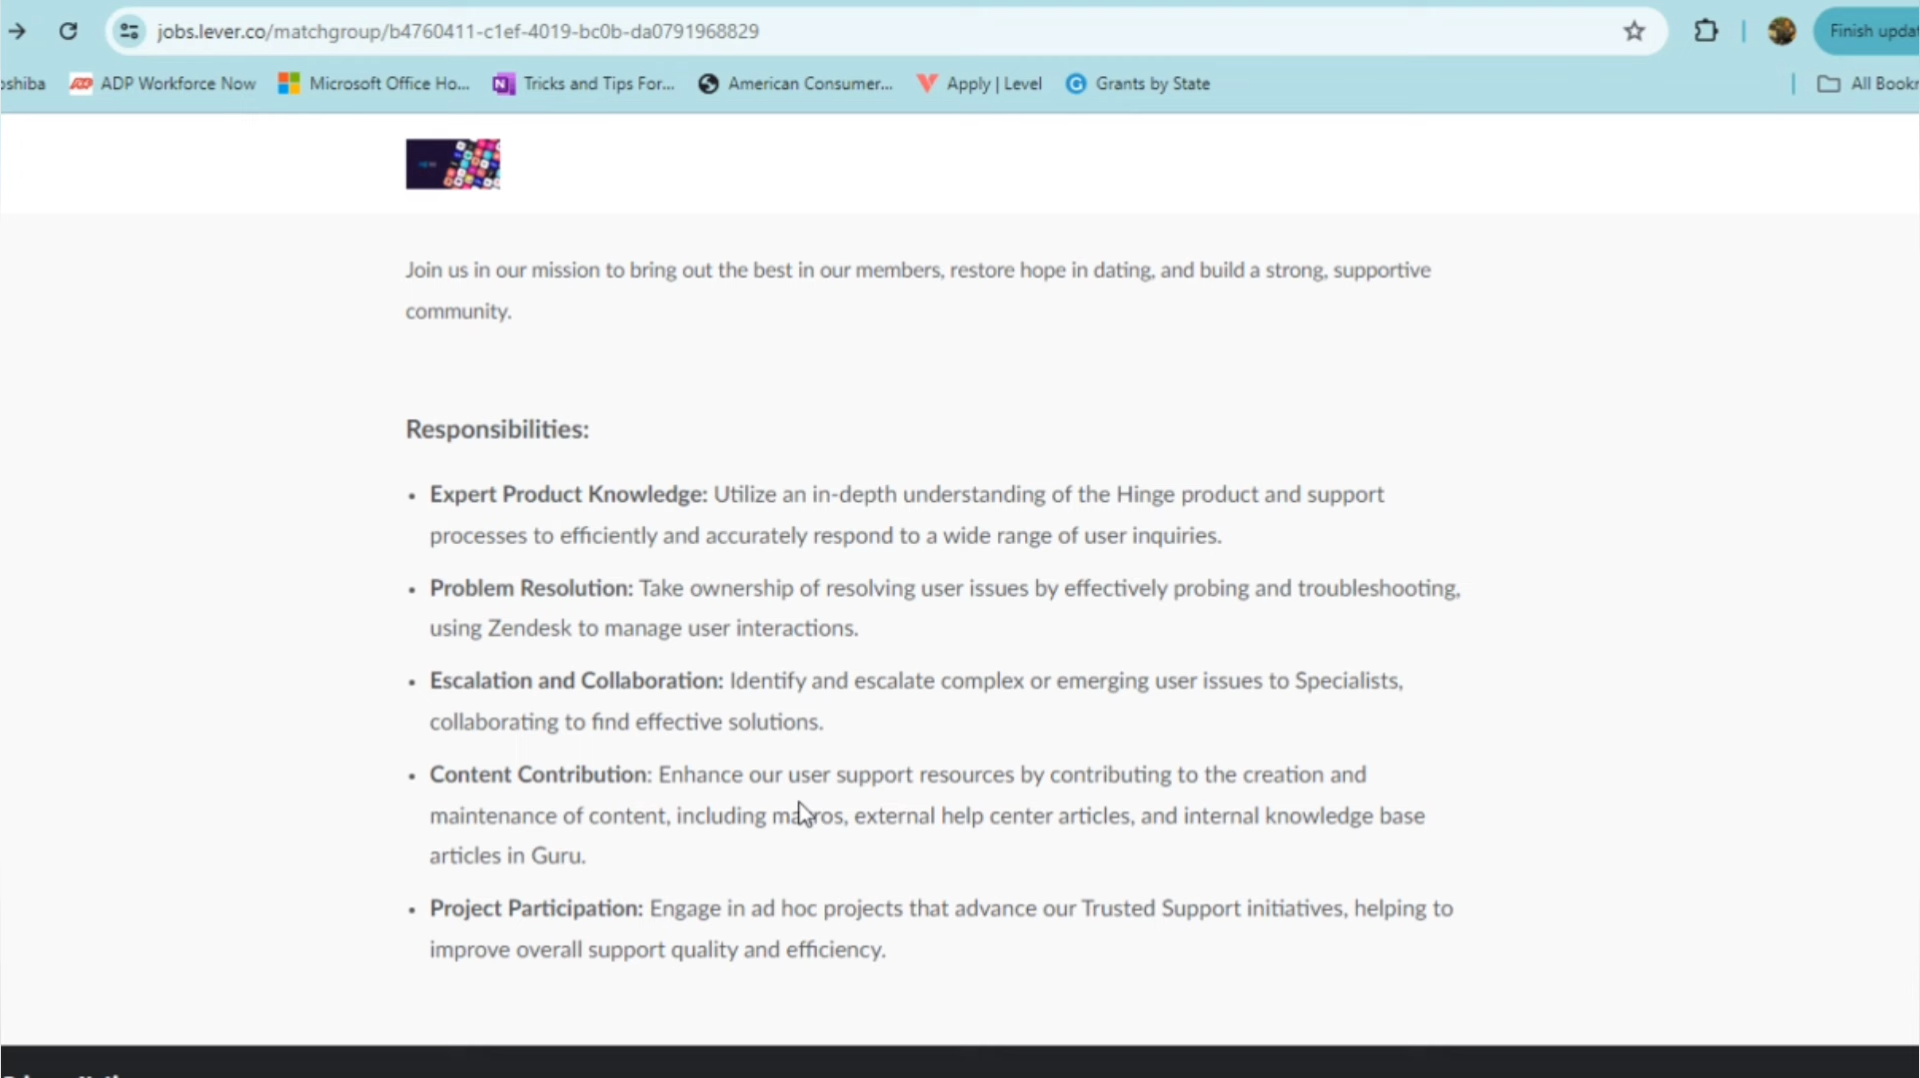 jobs.lever.co/matchgroup/b4760411-c1ef-4019-bc0b-da0791968829
Finish updat
oshiba ADP Workforce Now Microsoft Office Ho... Tricks and Tips For... American Consumer... Apply | Level Grants by State All Bookr
Join us in our mission to bring out the best in our members, restore hope in dating, and build a strong, supportive
community.
Responsibilities:
• Expert Product Knowledge: Utilize an in-depth understanding of the Hinge product and support
processes to efficiently and accurately respond to a wide range of user inquiries.
• Problem Resolution: Take ownership of resolving user issues by effectively probing and troubleshooting,
using Zendesk to manage user interactions.
• Escalation and Collaboration: Identify and escalate complex or emerging user issues to Specialists,
collaborating to find effective solutions.
• Content Contribution: Enhance our user support resources by contributing to the creation and
maintenance of content, including macros, external help center articles, and internal knowledge base
articles in Guru.
• Project Participation: Engage in ad hoc projects that advance our Trusted Support initiatives, helping to
improve overall support quality and efficiency.